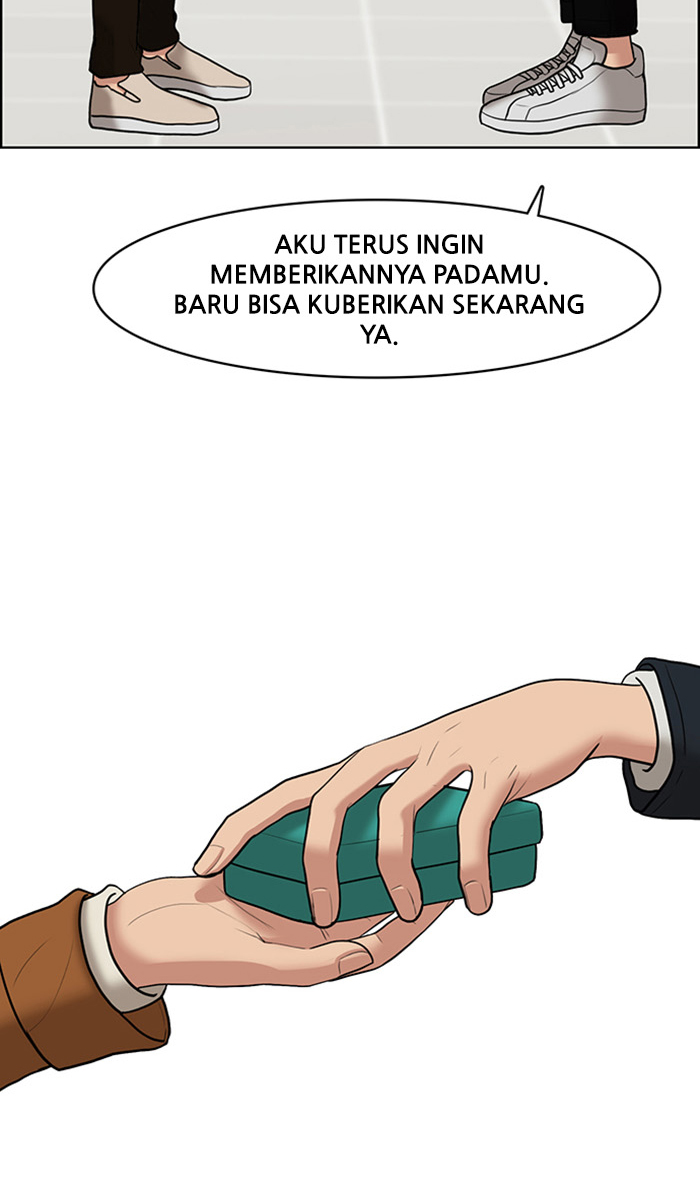 AKU TERUS INGIN
MEMBERIKANNYA PADAMU.
BARU BISA KUBERIKAN SEKARANG
YA.